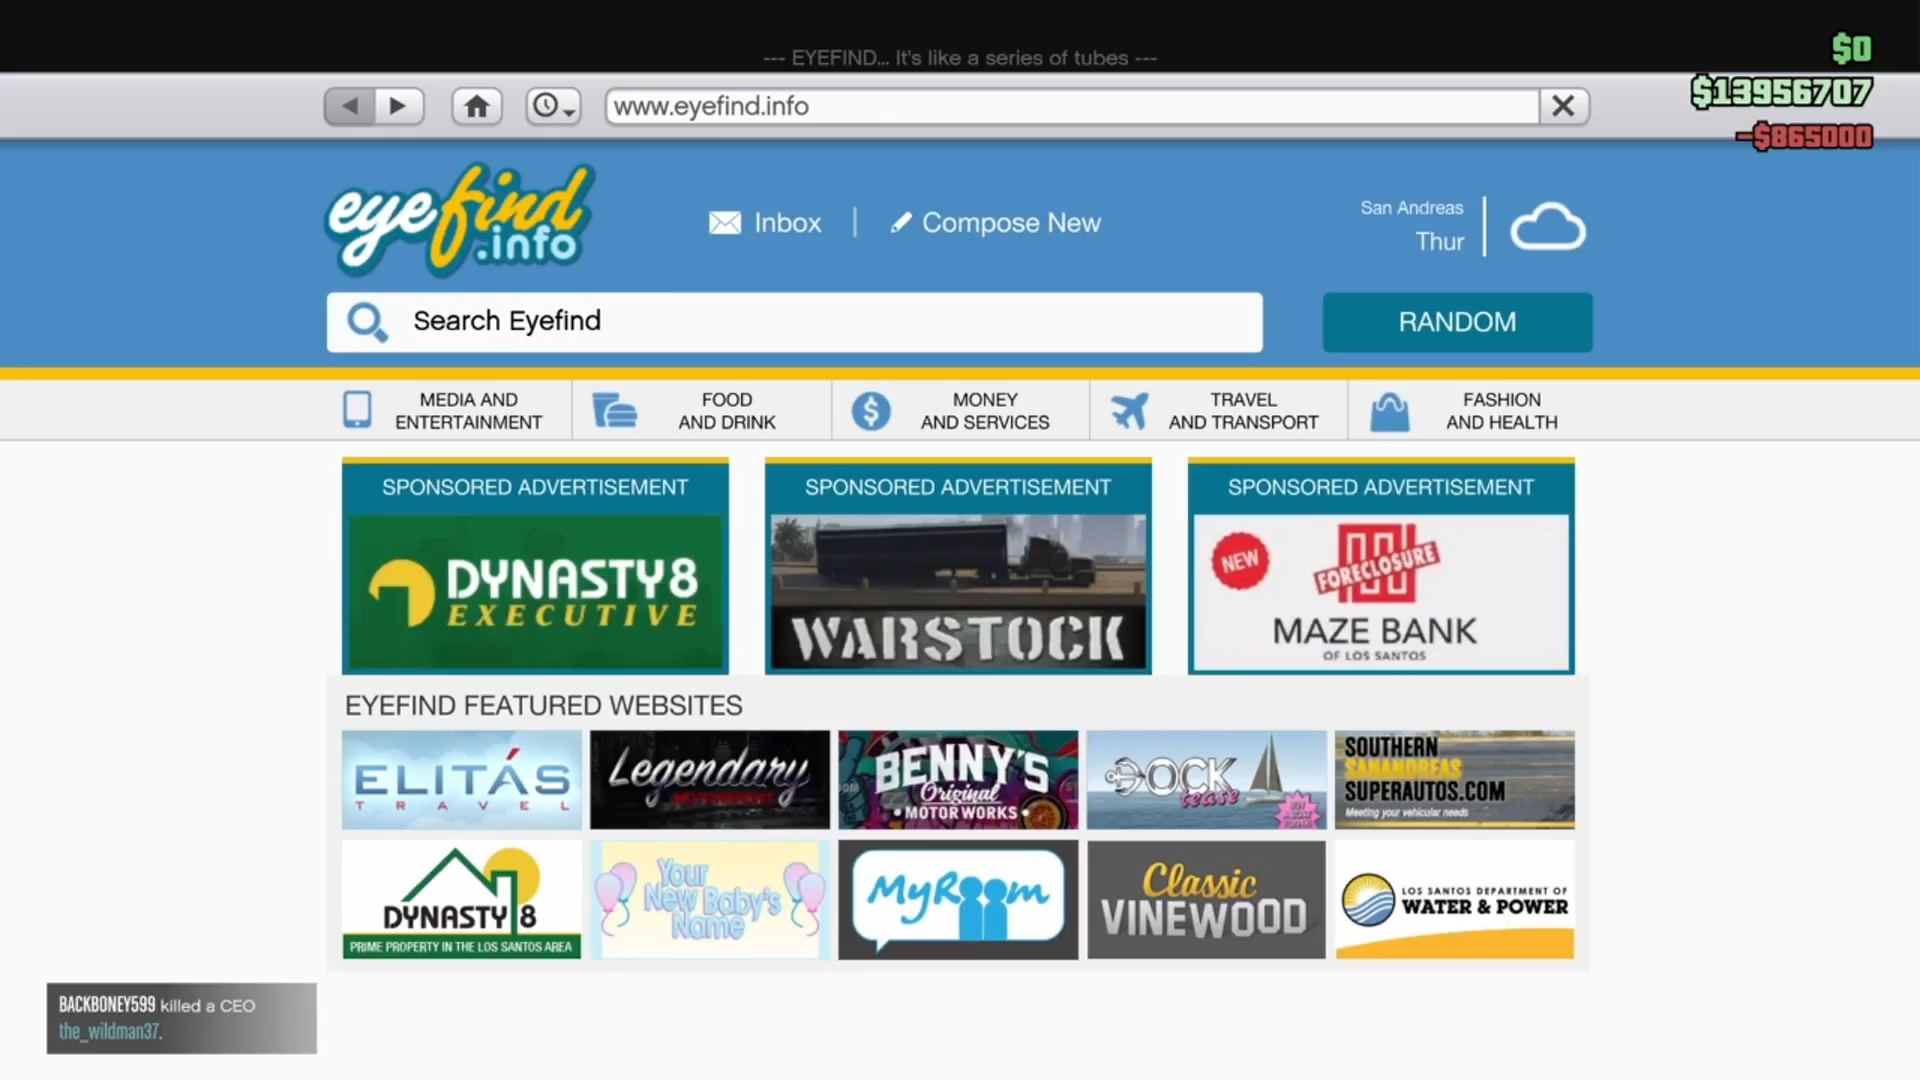 --- EYEFIND... It's like a series of tubes ---
$0
$13956707
-$865000
www.eyefind.info
eyefind
.info
Inbox
Compose New
San Andreas
Thur
Search Eyefind
RANDOM
MEDIA AND
ENTERTAINMENT
FOOD
AND DRINK
MONEY
AND SERVICES
TRAVEL
AND TRANSPORT
FASHION
AND HEALTH
SPONSORED ADVERTISEMENT
DYNASTY 8
EXECUTIVE
SPONSORED ADVERTISEMENT
WARSTOCK
SPONSORED ADVERTISEMENT
NEW
FORECLOSURE
MAZE BANK
OF LOS SANTOS
EYEFIND FEATURED WEBSITES
ELITÁS
TRAVEL
Legendary
MOTORSPORT
BENNY'S
Original
• MOTOR WORKS •
DOCK
tease
SOUTHERN
SANANDREAS
SUPERAUTOS.COM
Meeting your vehicular needs
DYNASTY 8
PRIME PROPERTY IN THE LOS SANTOS AREA
Your
New Baby's
Name
MyRoom
Classic
VINEWOOD
LOS SANTOS DEPARTMENT OF
WATER & POWER
BACKBONEY599 killed a CEO
the_wildman37.